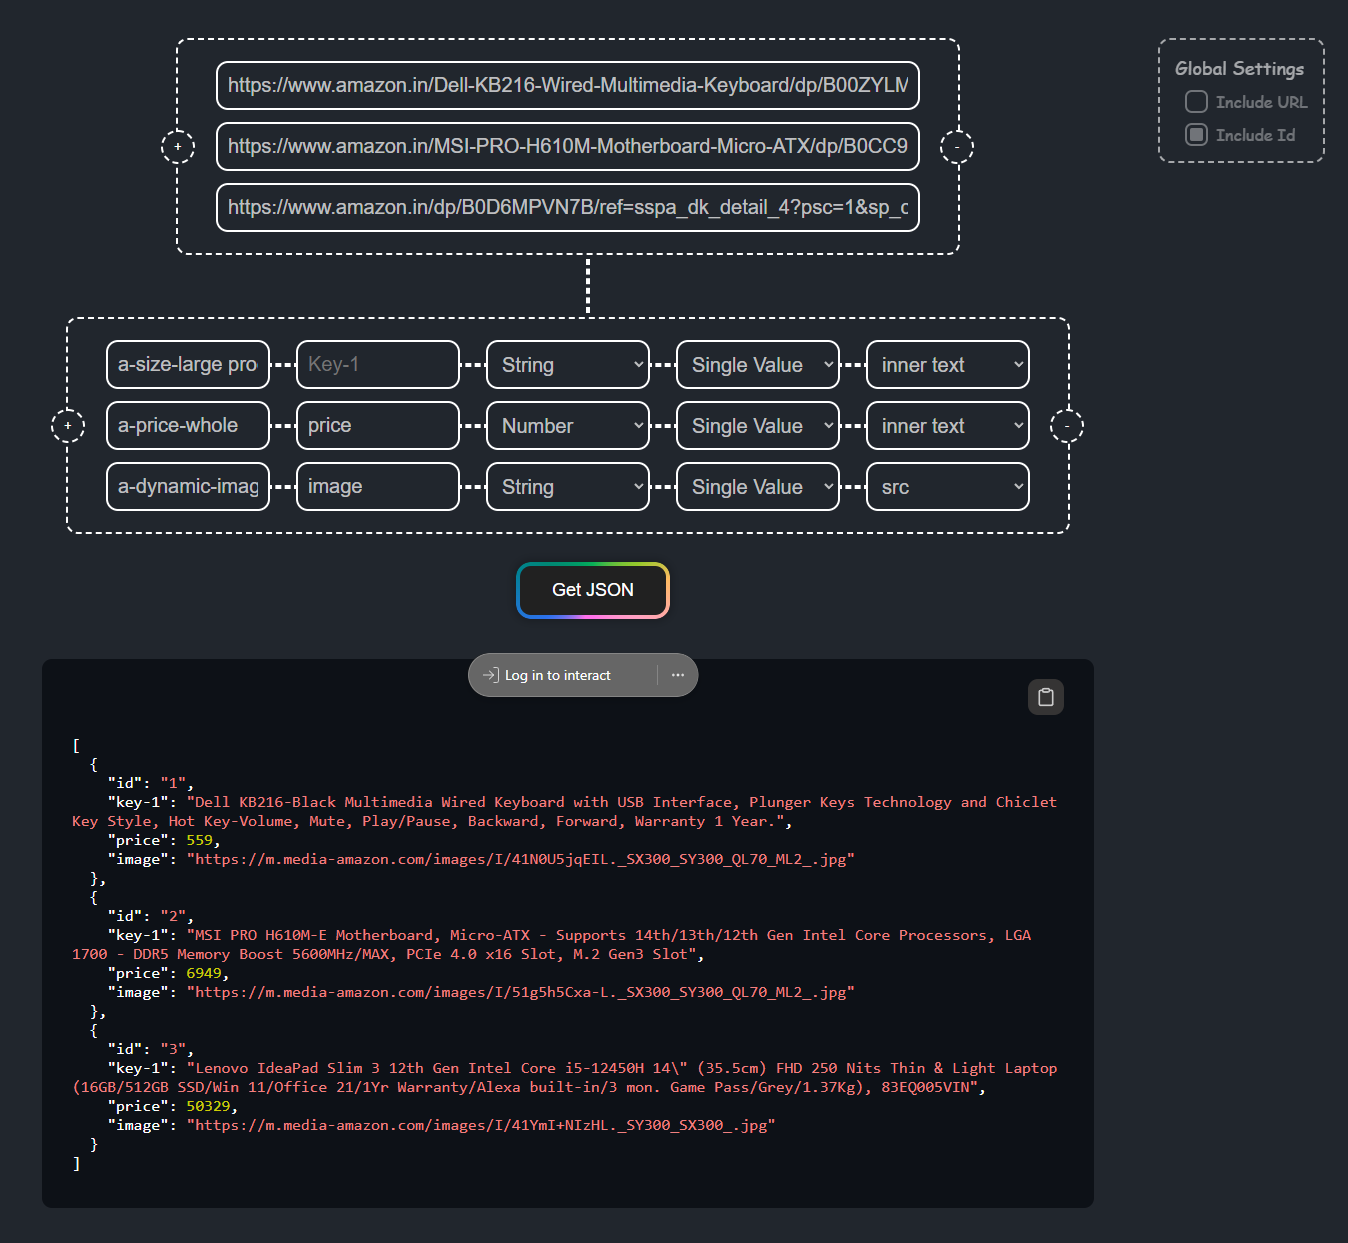 https://www.amazon.in/Dell-KB216-Wired-Multimedia-Keyboard/dp/B00ZYLM
Global Settings
Include URL
+
https://www.amazon.in/MSI-PRO-H610M-Motherboard-Micro-ATX/dp/B0CC9
-
Include Id
https://www.amazon.in/dp/B0D6MPVN7B/ref=sspa_dk_detail_4?psc=1&sp_c
a-size-large pro
Key-1
String
Single Value
inner text
+
a-price-whole
price
Number
Single Value
inner text
-
a-dynamic-imag
image
String
Single Value
src
Get JSON
Log in to interact
[
{
"id": "1",
"key-1": "Dell KB216-Black Multimedia Wired Keyboard with USB Interface, Plunger Keys Technology and Chiclet
Key Style, Hot Key-Volume, Mute, Play/Pause, Backward, Forward, Warranty 1 Year.",
"price": 559,
"image": "https://m.media-amazon.com/images/I/41N0U5jqEIL._SX300_SY300_QL70_ML2_.jpg"
},
{
"id": "2",
"key-1": "MSI PRO H610M-E Motherboard, Micro-ATX - Supports 14th/13th/12th Gen Intel Core Processors, LGA
1700 - DDR5 Memory Boost 5600MHz/MAX, PCIe 4.0 x16 Slot, M.2 Gen3 Slot",
"price": 6949,
"image": "https://m.media-amazon.com/images/I/51g5h5Cxa-L._SX300_SY300_QL70_ML2_.jpg"
},
{
"id": "3",
"key-1": "Lenovo IdeaPad Slim 3 12th Gen Intel Core i5-12450H 14\" (35.5cm) FHD 250 Nits Thin & Light Laptop
(16GB/512GB SSD/Win 11/Office 21/1Yr Warranty/Alexa built-in/3 mon. Game Pass/Grey/1.37Kg), 83EQ005VIN",
"price": 50329,
"image": "https://m.media-amazon.com/images/I/41YmI+NIzHL._SY300_SX300_.jpg"
}
]